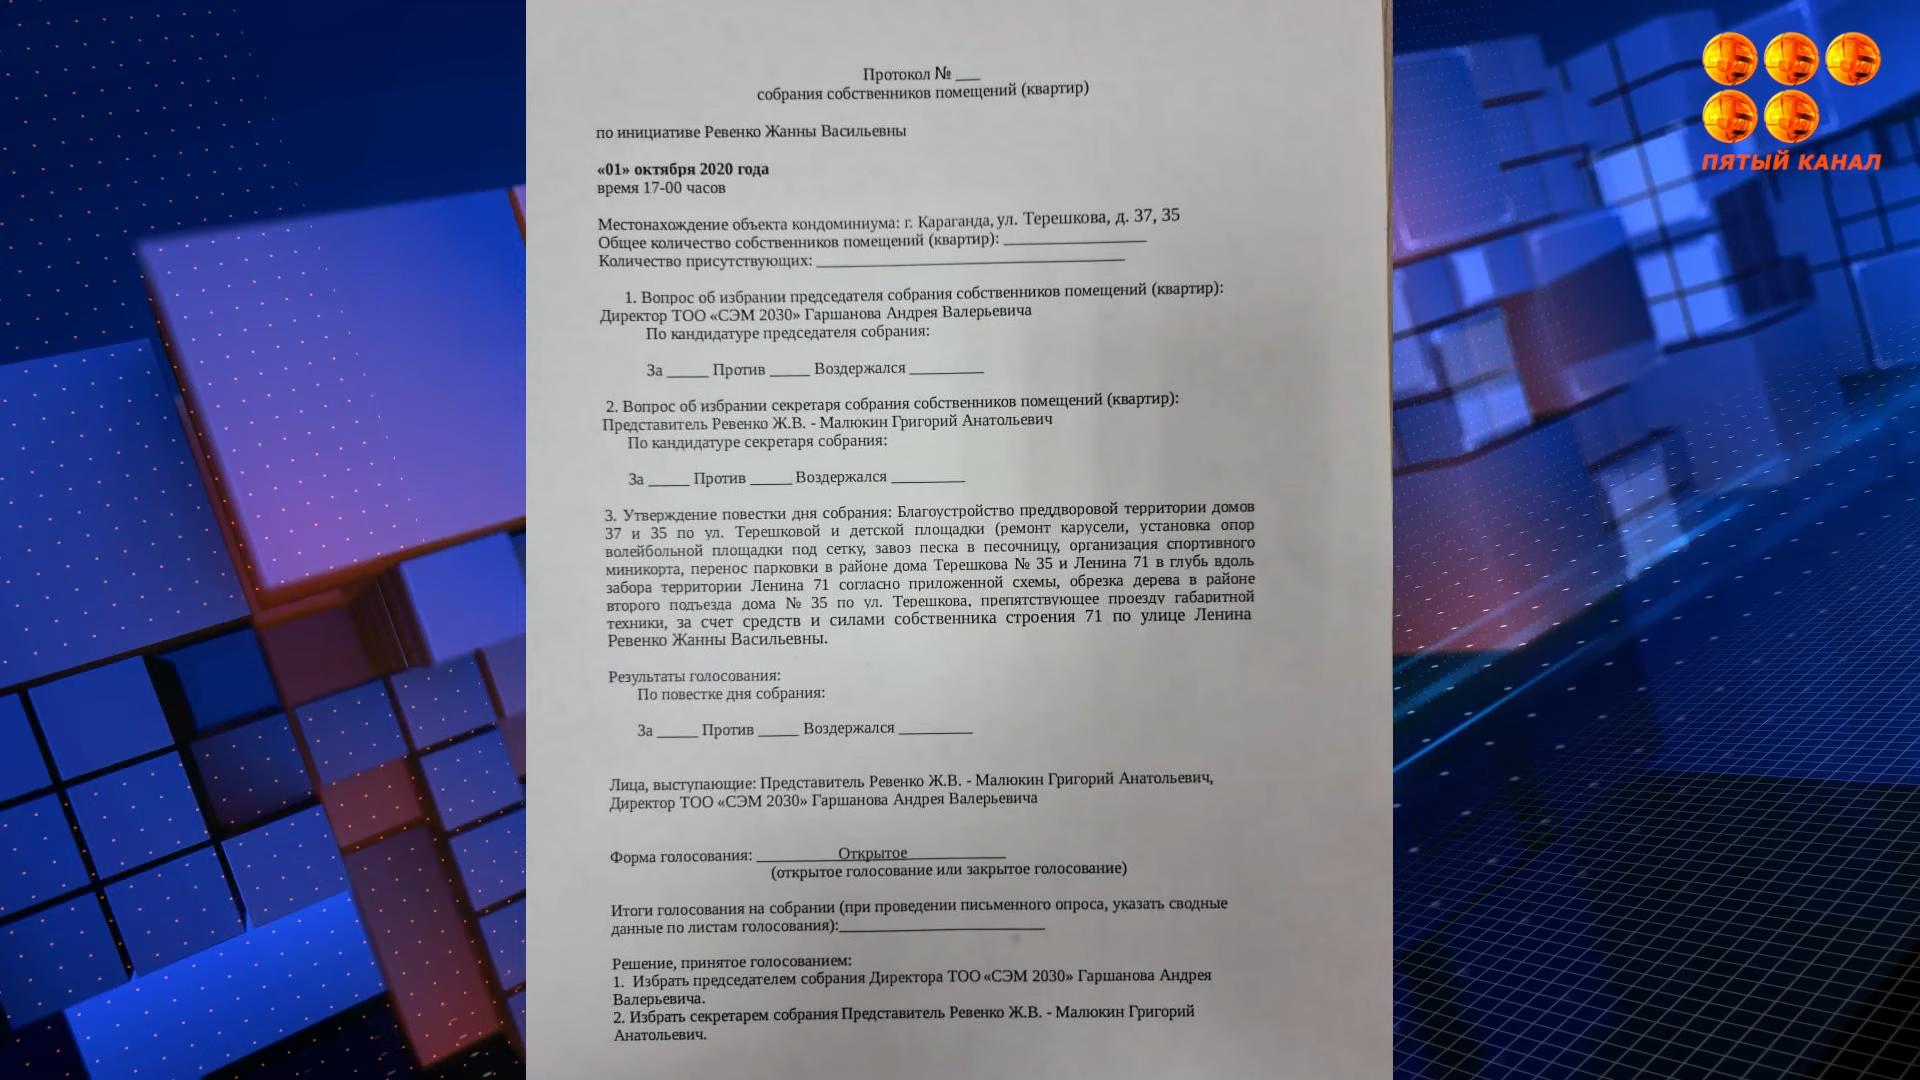 Протокол № ___
собрания собственников помещений (квартир)
по инициативе Ревенко Жанны Васильевны
«01» октября 2020 года
время 17-00 часов
Местонахождение объекта кондоминиума: г. Караганда, ул. Терешкова, д. 37, 35
Общее количество собственников помещений (квартир): _________________
Количество присутствующих: _____________________________________
1. Вопрос об избрании председателя собрания собственников помещений (квартир):
Директор ТОО «СЭМ 2030» Гаршанова Андрея Валерьевича
По кандидатуре председателя собрания:
За _____ Против _____ Воздержался _________
2. Вопрос об избрании секретаря собрания собственников помещений (квартир):
Представитель Ревенко Ж.В. - Малюкин Григорий Анатольевич
По кандидатуре секретаря собрания:
За _____ Против _____ Воздержался _________
3. Утверждение повестки дня собрания: Благоустройство преддворовой территории домов
37 и 35 по ул. Терешковой и детской площадки (ремонт карусели, установка опор
волейбольной площадки под сетку, завоз песка в песочницу, организация спортивного
миникорта, перенос парковки в районе дома Терешкова № 35 и Ленина 71 в глубь вдоль
забора территории Ленина 71 согласно приложенной схемы, обрезка дерева в районе
второго подъезда дома № 35 по ул. Терешкова, препятствующее проезду габаритной
техники, за счет средств и силами собственника строения 71 по улице Ленина
Ревенко Жанны Васильевны.
Результаты голосования:
По повестке дня собрания:
За _____ Против _____ Воздержался _________
Лица, выступающие: Представитель Ревенко Ж.В. - Малюкин Григорий Анатольевич,
Директор ТОО «СЭМ 2030» Гаршанова Андрея Валерьевича
Форма голосования: __________Открытое____________
(открытое голосование или закрытое голосование)
Итоги голосования на собрании (при проведении письменного опроса, указать сводные
данные по листам голосования):_________________________
Решение, принятое голосованием:
1. Избрать председателем собрания Директора ТОО «СЭМ 2030» Гаршанова Андрея
Валерьевича.
2. Избрать секретарем собрания Представитель Ревенко Ж.В. - Малюкин Григорий
Анатольевич.
ПЯТЫЙ КАНАЛ